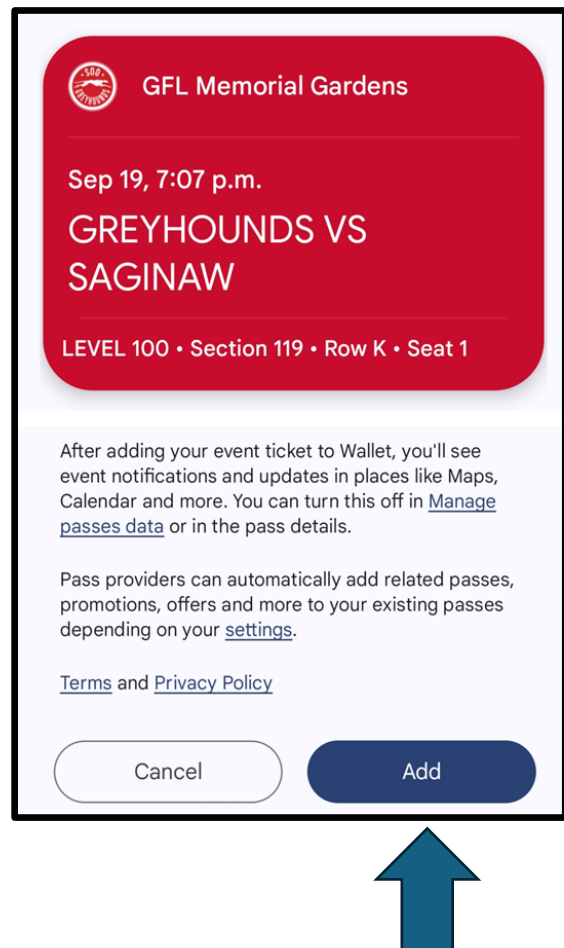 SOO
GREYHOUNDS
GFL Memorial Gardens
Sep 19, 7:07 p.m.
GREYHOUNDS VS
SAGINAW
LEVEL 100 • Section 119 • Row K • Seat 1
After adding your event ticket to Wallet, you'll see
event notifications and updates in places like Maps,
Calendar and more. You can turn this off in Manage
passes data or in the pass details.
Pass providers can automatically add related passes,
promotions, offers and more to your existing passes
depending on your settings.
Terms and Privacy Policy
Cancel
Add